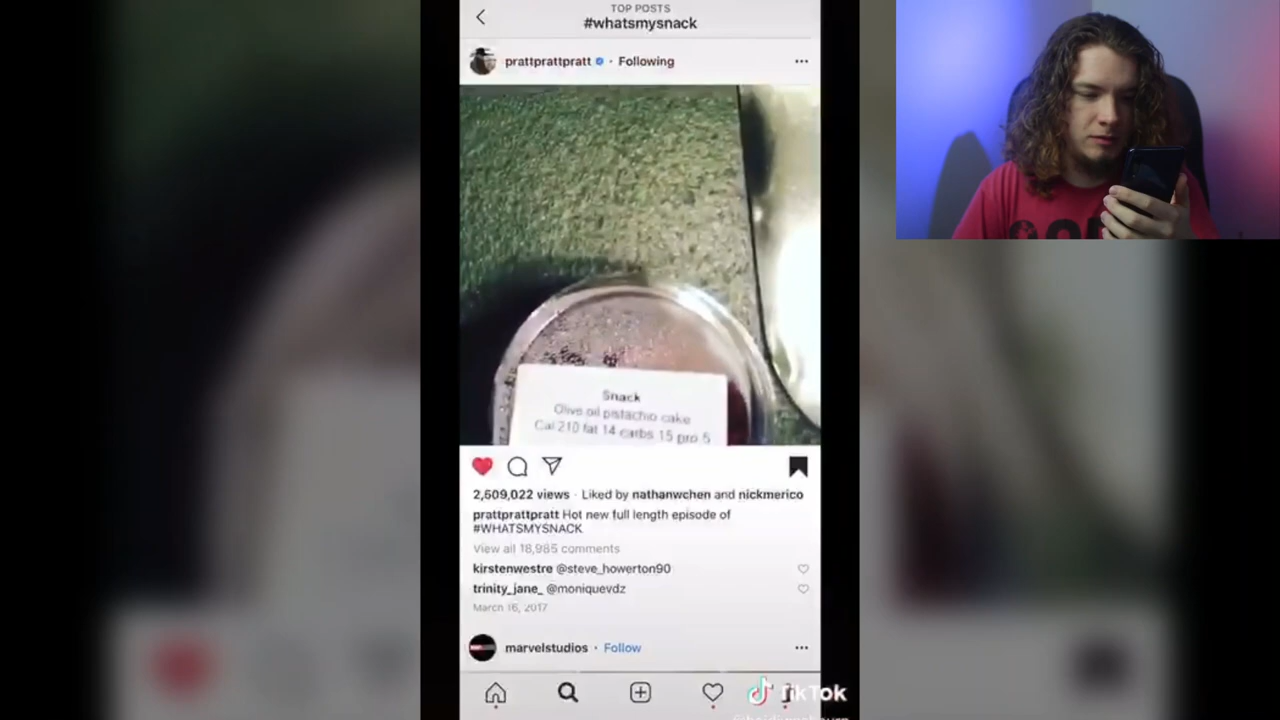 TOP POSTS
#whatsmysnack
prattprattpratt · Following
Snack
Olive oil pistachio cake
Cal 210 fat 14 carbs 15 pro 5
2,609,022 views · Liked by nathanwchen and nickmerico
prattprattpratt Hot new full length episode of
#WHATSMYSNACK
View all 18,985 comments
kirstenwestre @steve_howerton90
trinity_jane_ @moniquevdz
March 16, 2017
marvelstudios · Follow
TikTok